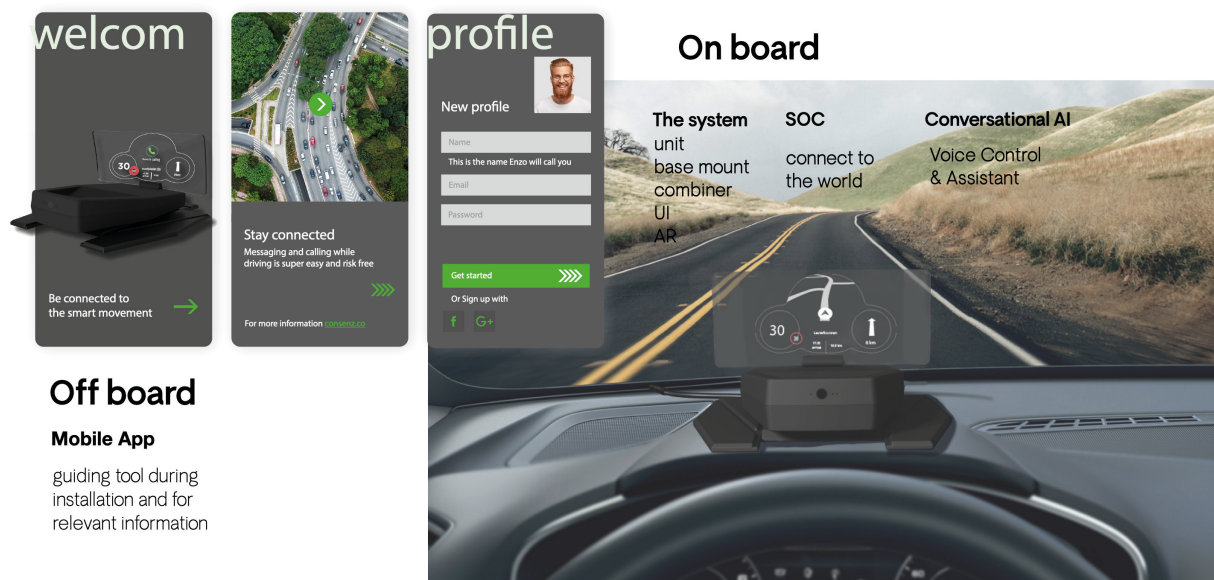 welcom
30
Be connected to
the smart movement
Stay connected
Messaging and calling while
driving is super easy and risk free
For more information consenz.co
profile
New profile
Name
This is the name Enzo will call you
Email
Password
Get started
Or Sign up with
f
G+
Off board
Mobile App
guiding tool during
installation and for
relevant information
On board
The system
unit
base mount
combiner
UI
AR
SOC
connect to
the world
Conversational AI
Voice Control
& Assistant
30
8 km